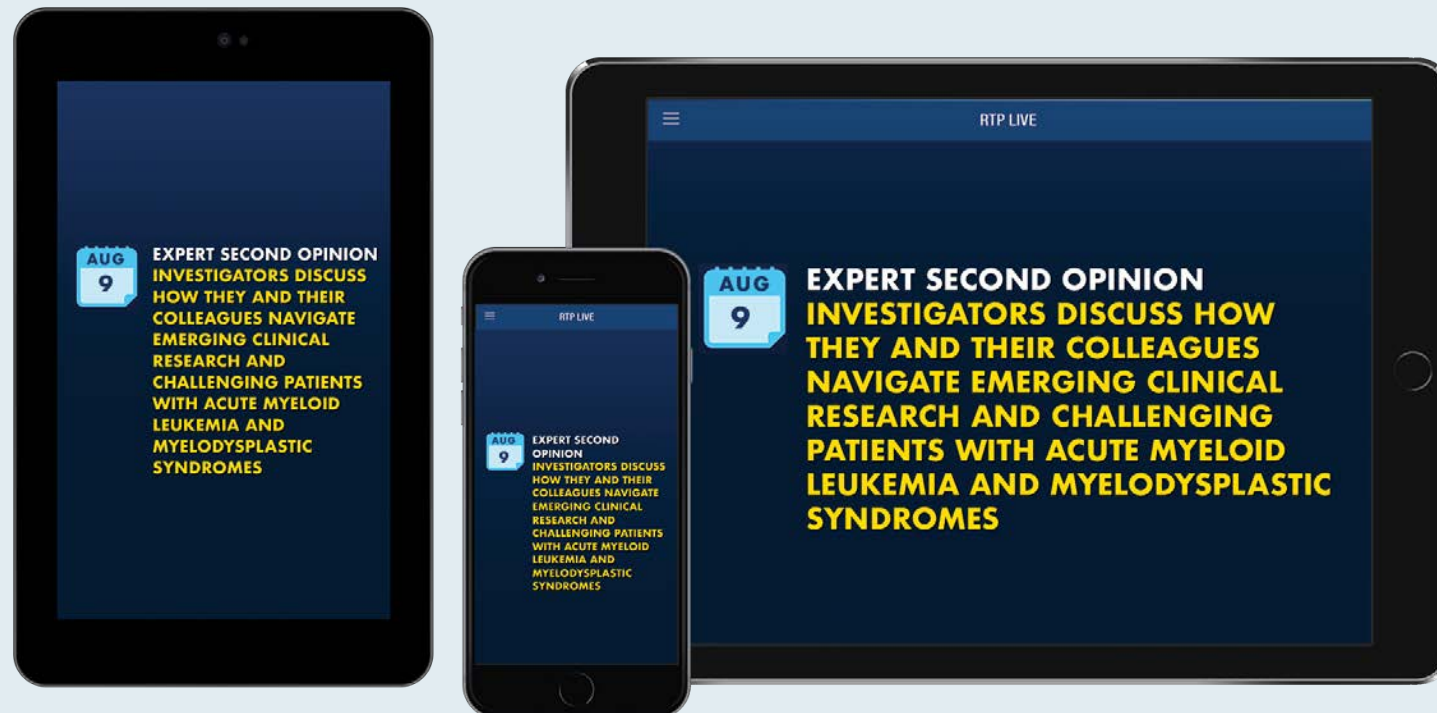 AUG
9
EXPERT SECOND OPINION
INVESTIGATORS DISCUSS
HOW THEY AND THEIR
COLLEAGUES NAVIGATE
EMERGING CLINICAL
RESEARCH AND
CHALLENGING PATIENTS
WITH ACUTE MYELOID
LEUKEMIA AND
MYELODYSPLASTIC
SYNDROMES
RTP LIVE
AUG
9
EXPERT SECOND
OPINION
INVESTIGATORS DISCUSS
HOW THEY AND THEIR
COLLEAGUES NAVIGATE
EMERGING CLINICAL
RESEARCH AND
CHALLENGING PATIENTS
WITH ACUTE MYELOID
LEUKEMIA AND
MYELODYSPLASTIC
SYNDROMES
RTP LIVE
AUG
9
EXPERT SECOND OPINION
INVESTIGATORS DISCUSS HOW
THEY AND THEIR COLLEAGUES
NAVIGATE EMERGING CLINICAL
RESEARCH AND CHALLENGING
PATIENTS WITH ACUTE MYELOID
LEUKEMIA AND MYELODYSPLASTIC
SYNDROMES